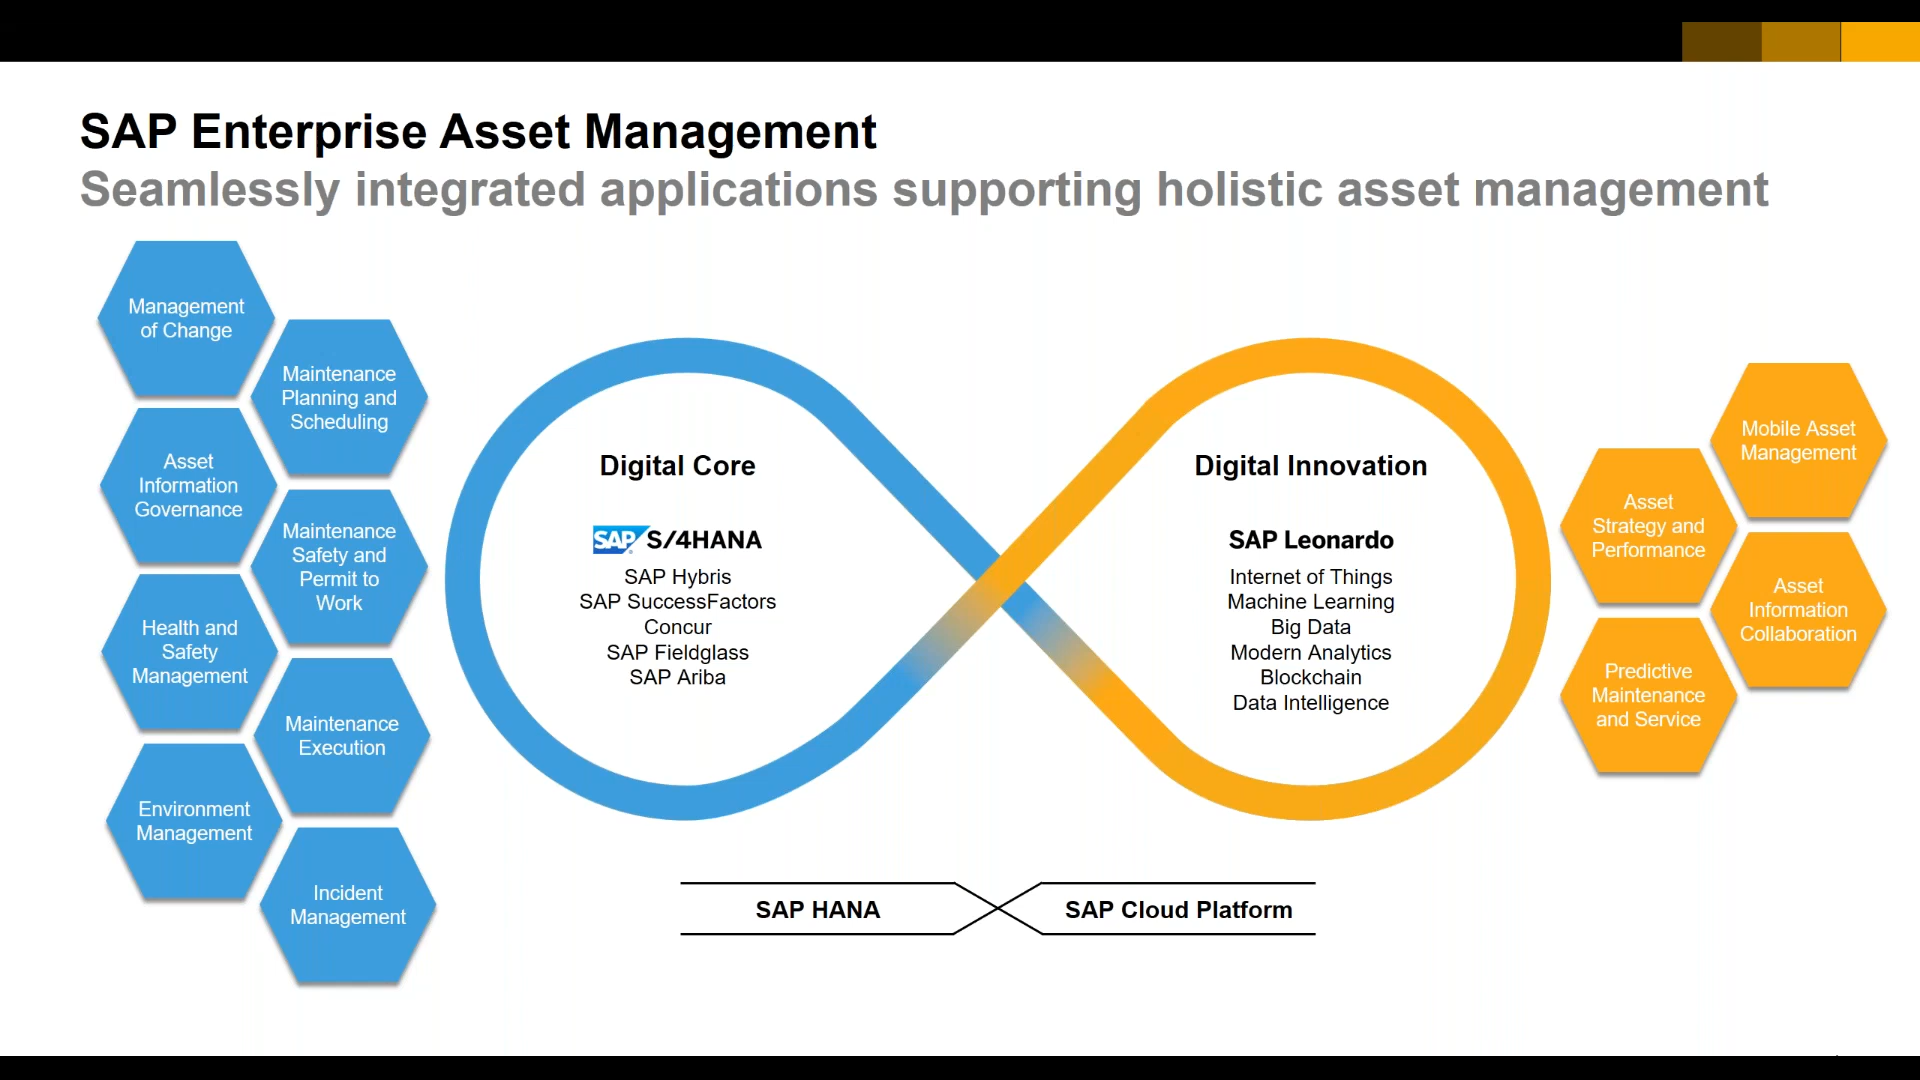 SAP Enterprise Asset Management
Seamlessly integrated applications supporting holistic asset management
Management
of Change
Maintenance
Planning and
Scheduling
Asset
Information
Governance
Maintenance
Safety and
Permit to
Work
Health and
Safety
Management
Maintenance
Execution
Environment
Management
Incident
Management
Digital Core
SAP S/4HANA
SAP Hybris
SAP SuccessFactors
Concur
SAP Fieldglass
SAP Ariba
Digital Innovation
SAP Leonardo
Internet of Things
Machine Learning
Big Data
Modern Analytics
Blockchain
Data Intelligence
Mobile Asset
Management
Asset
Strategy and
Performance
Asset
Information
Collaboration
Predictive
Maintenance
and Service
SAP HANA
SAP Cloud Platform